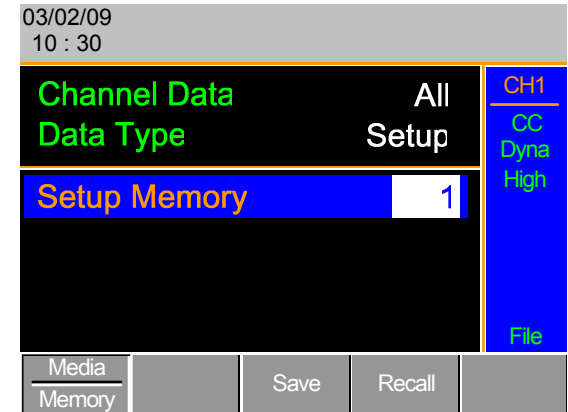 03/02/09
10 : 30
Channel Data All
Data Type Setup
Setup Memory 1
CH1
CC
Dyna
High
File
Media
Memory
Save
Recall